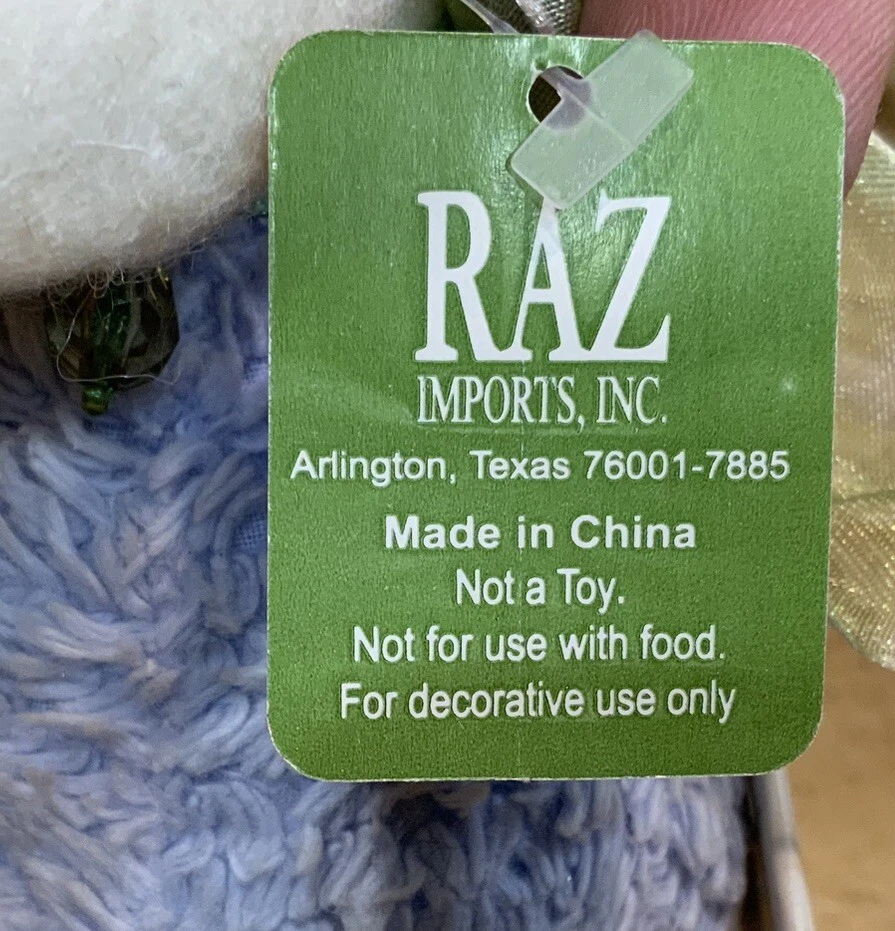 RAZ
IMPORTS, INC.
Arlington, Texas 76001-7885
Made in China
Not a Toy.
Not for use with food.
For decorative use only